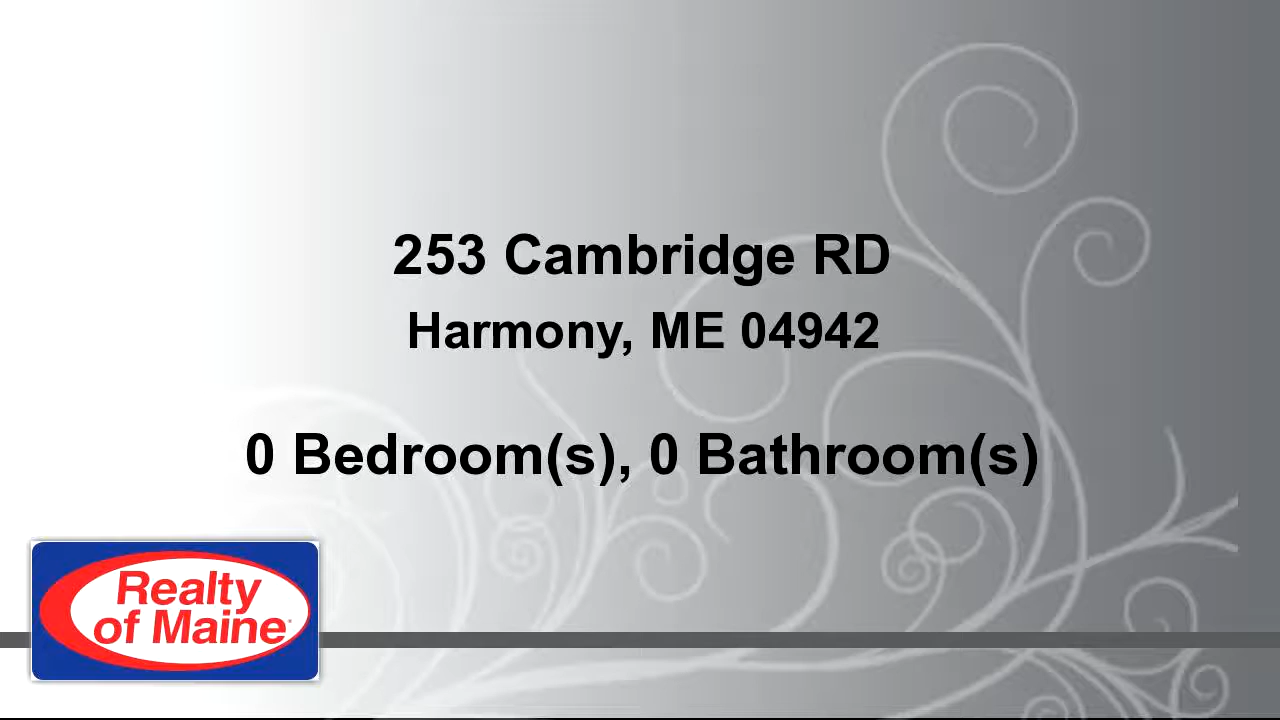 253 Cambridge RD
Harmony, ME 04942
0 Bedroom(s), 0 Bathroom(s)
Realty
of Maine